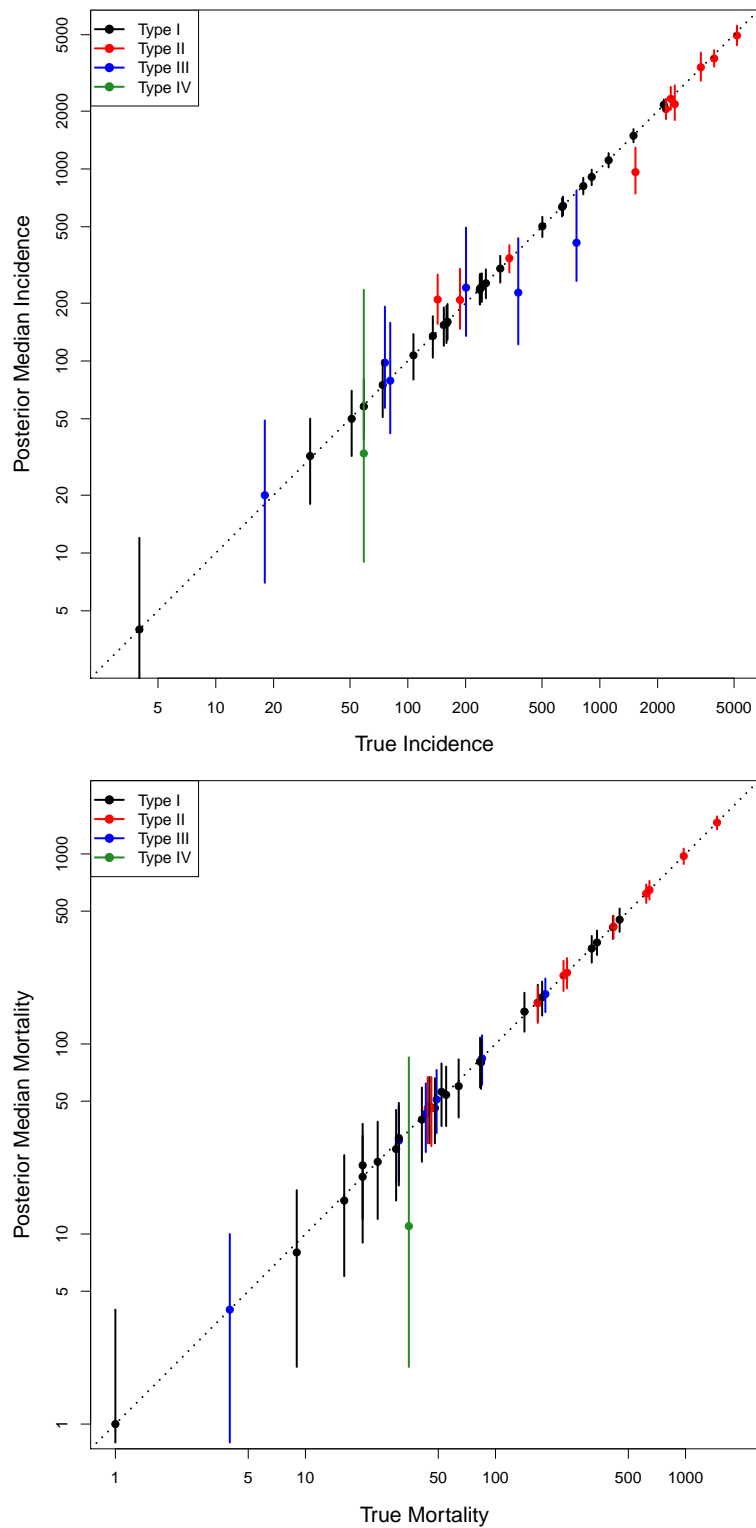 Type I
Type II
Type III
Type IV
Posterior Median Incidence
5000
2000
1000
500
200
100
50
20
10
5
5 10 20 50 100 200 500 1000 2000 5000
True Incidence
Type I
Type II
Type III
Type IV
Posterior Median Mortality
1000
500
100
50
10
5
1
1 5 10 50 100 500 1000
True Mortality